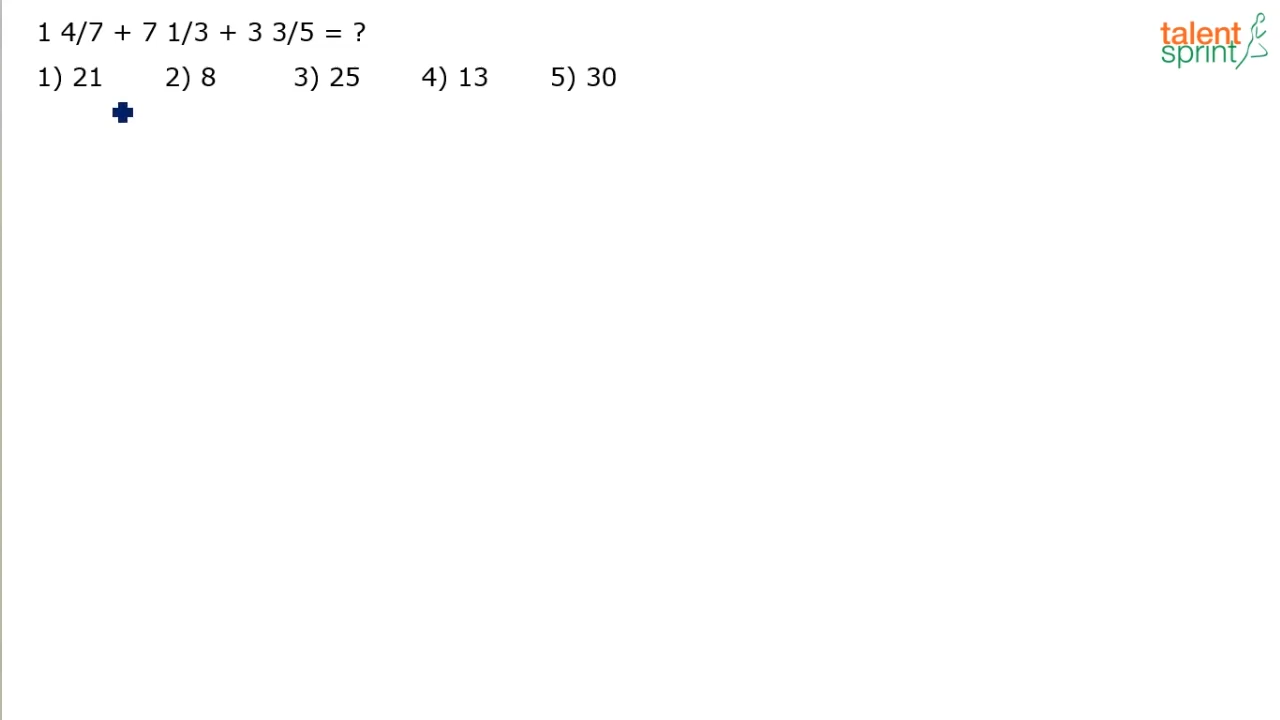 1 4/7 + 7 1/3 + 3 3/5 = ?
1) 21 2) 8 3) 25 4) 13 5) 30
talent
sprint